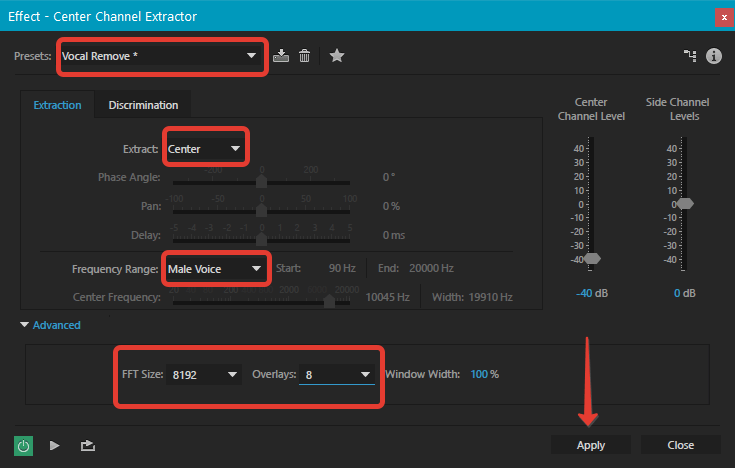 Effect - Center Channel Extractor
x
Presets: Vocal Remove *
Extraction Discrimination
Center Channel Level
Side Channel Levels
Extract: Center
-200 0 200
Phase Angle: 0 °
-100 -50 0 50 100
Pan: 0 %
-5 -4 -3 -2 -1 0 1 2 3 4 5
Delay: 0 ms
Frequency Range: Male Voice Start: 90 Hz End: 20000 Hz
Center Frequency: 10045 Hz Width: 19910 Hz
40 40
30 30
20 20
10 10
0 0
-10 -10
-20 -20
-30 -30
-40 -40
-40 dB 0 dB
Advanced
FFT Size: 8192 Overlays: 8 Window Width: 100 %
Apply Close